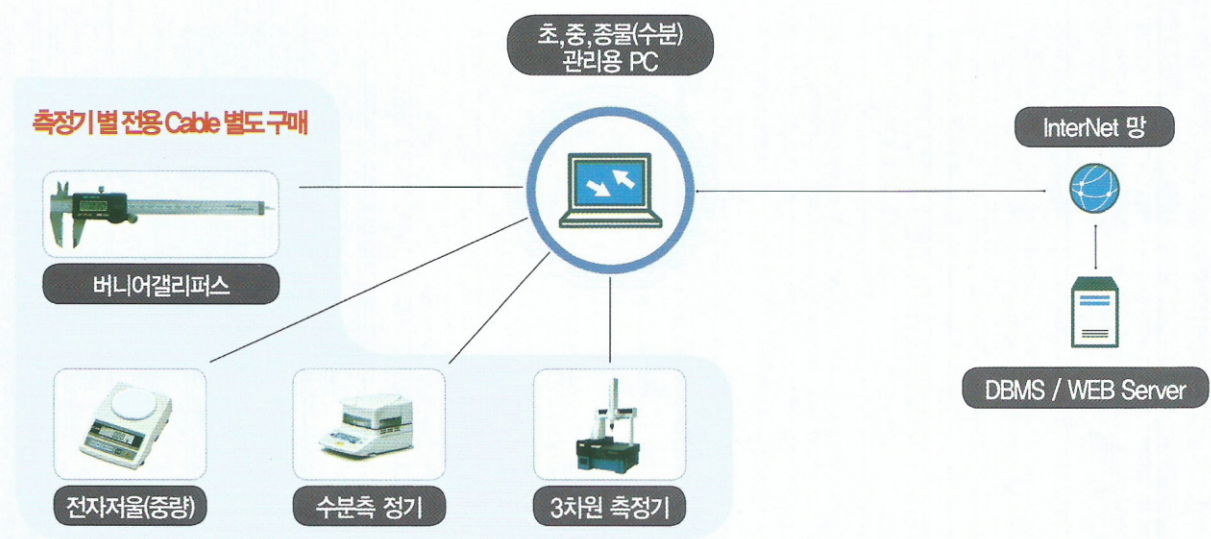 초,중,종물(수분)
관리용 PC
측정기 별 전용 Cable 별도 구매
InterNet 망
버니어갤리퍼스
DBMS / WEB Server
전자저울(중량)
수분측 정기
3차원 측정기